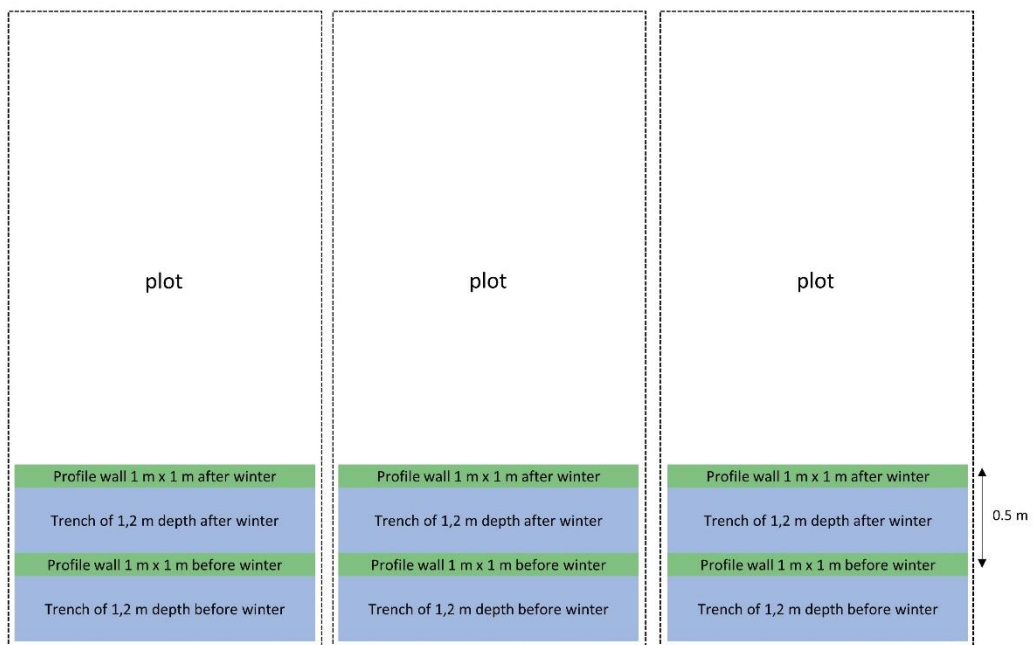 plot plot plot
Profile wall 1 m x 1 m after winter Profile wall 1 m x 1 m after winter Profile wall 1 m x 1 m after winter
Trench of 1,2 m depth after winter Trench of 1,2 m depth after winter Trench of 1,2 m depth after winter
0.5 m
Profile wall 1 m x 1 m before winter Profile wall 1 m x 1 m before winter Profile wall 1 m x 1 m before winter
Trench of 1,2 m depth before winter Trench of 1,2 m depth before winter Trench of 1,2 m depth before winter